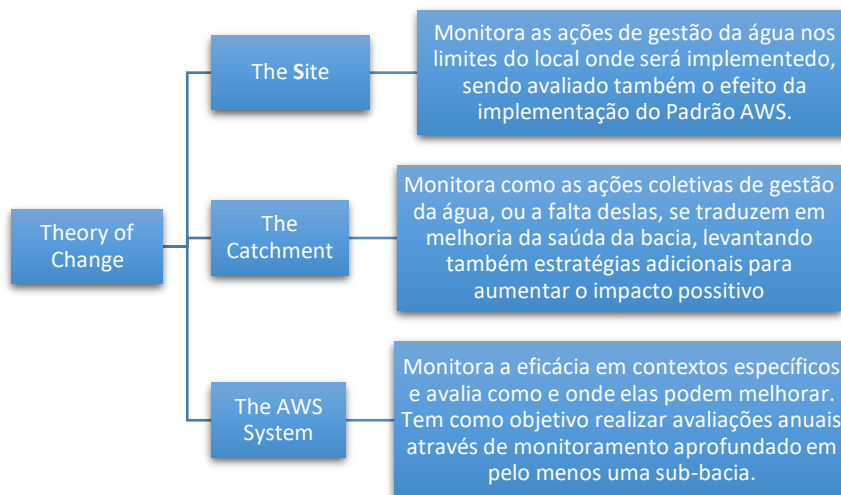 Theory of
Change
The Site
Monitora as ações de gestão da água nos
limites do local onde será implementedo,
sendo avaliado também o efeito da
implementação do Padrão AWS.
The
Catchment
Monitora como as ações coletivas de gestão
da água, ou a falta deslas, se traduzem em
melhoria da saúda da bacia, levantando
também estratégias adicionais para
aumentar o impacto possitivo
The AWS
System
Monitora a eficácia em contextos específicos
e avalia como e onde elas podem melhorar.
Tem como objetivo realizar avaliações anuais
através de monitoramento aprofundado em
pelo menos uma sub-bacia.